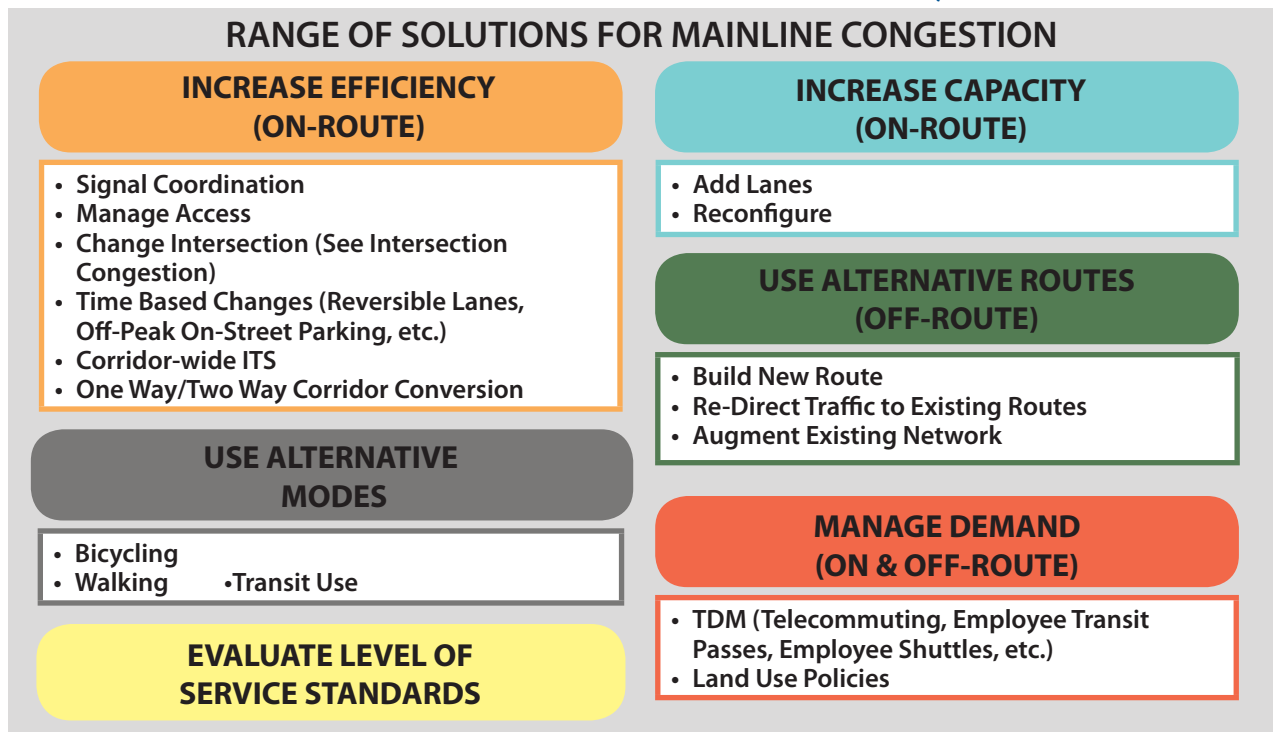 RANGE OF SOLUTIONS FOR MAINLINE CONGESTION
INCREASE EFFICIENCY
(ON-ROUTE)
• Signal Coordination
• Manage Access
• Change Intersection (See Intersection
Congestion)
• Time Based Changes (Reversible Lanes,
Off-Peak On-Street Parking, etc.)
• Corridor-wide ITS
• One Way/Two Way Corridor Conversion
USE ALTERNATIVE
MODES
• Bicycling
• Walking •Transit Use
EVALUATE LEVEL OF
SERVICE STANDARDS
INCREASE CAPACITY
(ON-ROUTE)
• Add Lanes
• Reconfigure
USE ALTERNATIVE ROUTES
(OFF-ROUTE)
• Build New Route
• Re-Direct Traffic to Existing Routes
• Augment Existing Network
MANAGE DEMAND
(ON & OFF-ROUTE)
• TDM (Telecommuting, Employee Transit
Passes, Employee Shuttles, etc.)
• Land Use Policies